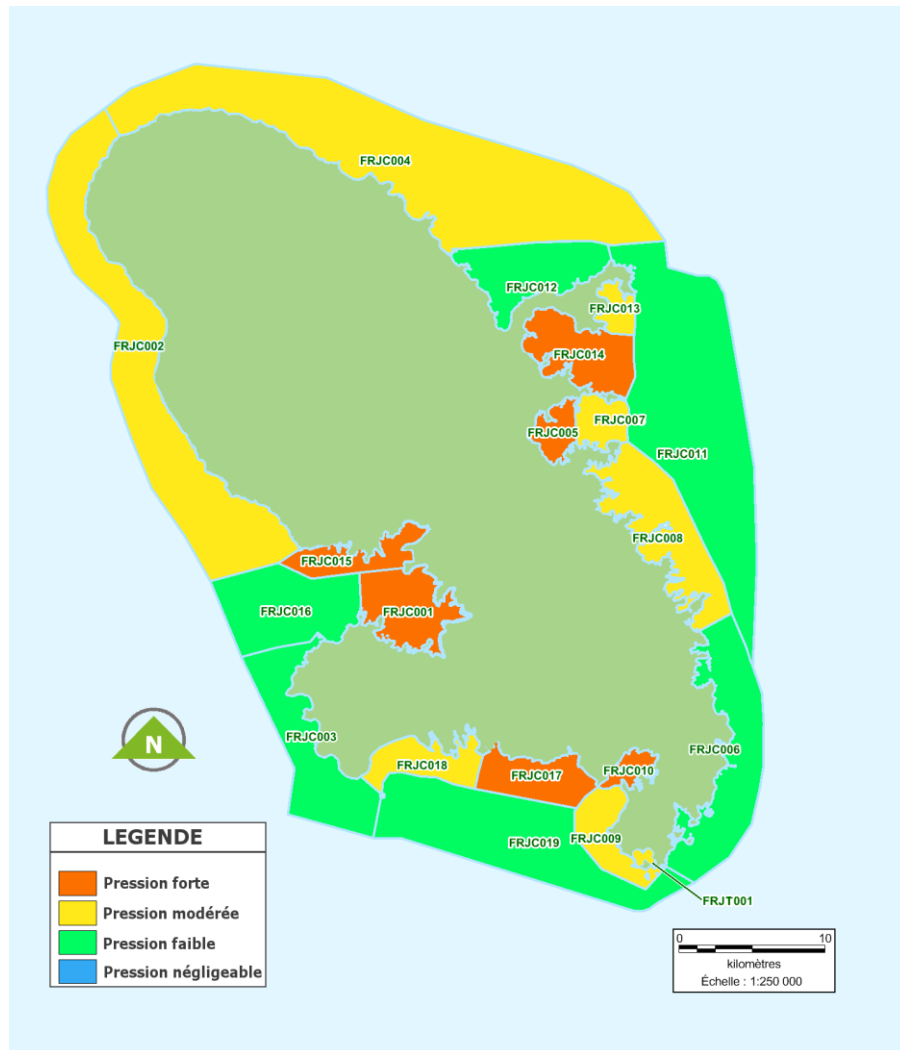 FRJC004
FRJC012
FRJC013
FRJC002
FRJC014
FRJC007
FRJC005
FRJC011
FRJC008
FRJC015
FRJC016
FRJC001
FRJC003
FRJC006
N
FRJC018
FRJC017
FRJC010
FRJC019
FRJC009
FRJT001
LEGENDE
Pression forte
Pression modérée
Pression faible
Pression négligeable
0 10
kilomètres
Échelle : 1:250 000